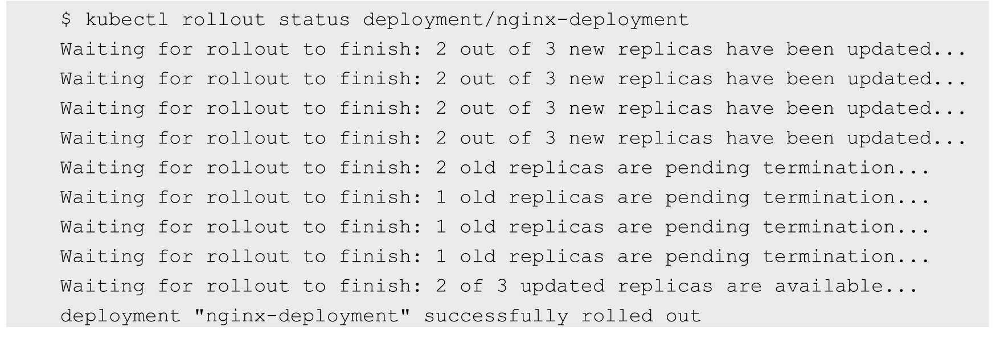 $ kubectl rollout status deployment/nginx-deployment
Waiting for rollout to finish: 2 out of 3 new replicas have been updated...
Waiting for rollout to finish: 2 out of 3 new replicas have been updated...
Waiting for rollout to finish: 2 out of 3 new replicas have been updated...
Waiting for rollout to finish: 2 out of 3 new replicas have been updated...
Waiting for rollout to finish: 2 old replicas are pending termination...
Waiting for rollout to finish: 1 old replicas are pending termination...
Waiting for rollout to finish: 1 old replicas are pending termination...
Waiting for rollout to finish: 1 old replicas are pending termination...
Waiting for rollout to finish: 2 of 3 updated replicas are available...
deployment "nginx-deployment" successfully rolled out